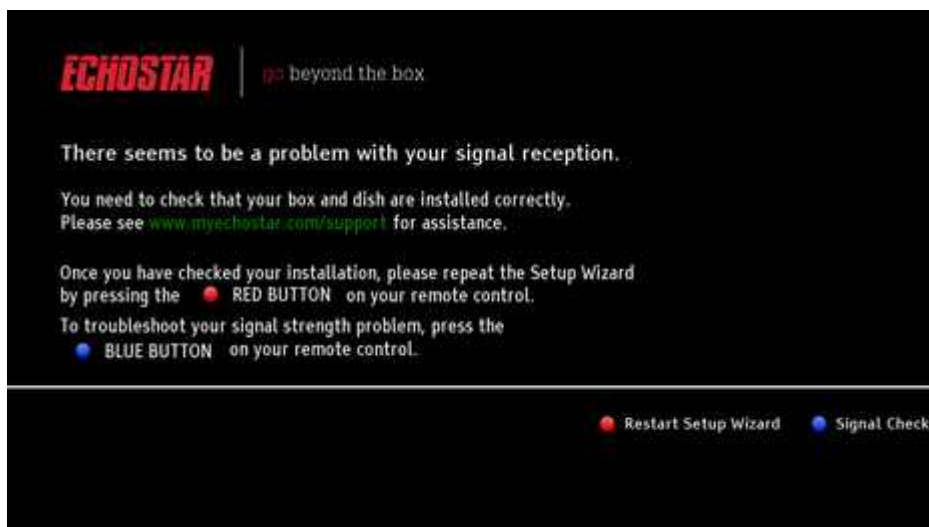 ECHOSTAR
go beyond the box
There seems to be a problem with your signal reception.
You need to check that your box and dish are installed correctly.
Please see www.myechostar.com/support for assistance.
Once you have checked your installation, please repeat the Setup Wizard
by pressing the RED BUTTON on your remote control.
To troubleshoot your signal strength problem, press the
BLUE BUTTON on your remote control.
Restart Setup Wizard Signal Check